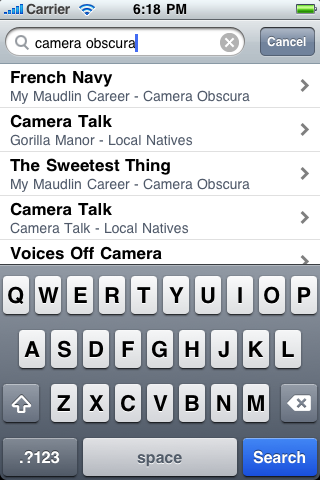 Carrier 6:18 PM
camera obscura Cancel
French Navy
My Maudlin Career - Camera Obscura
Camera Talk
Gorilla Manor - Local Natives
The Sweetest Thing
My Maudlin Career - Camera Obscura
Camera Talk
Camera Talk - Local Natives
Voices Off Camera
Q W E R T Y U I O P
A S D F G H J K L
Z X C V B N M
.?123 space Search